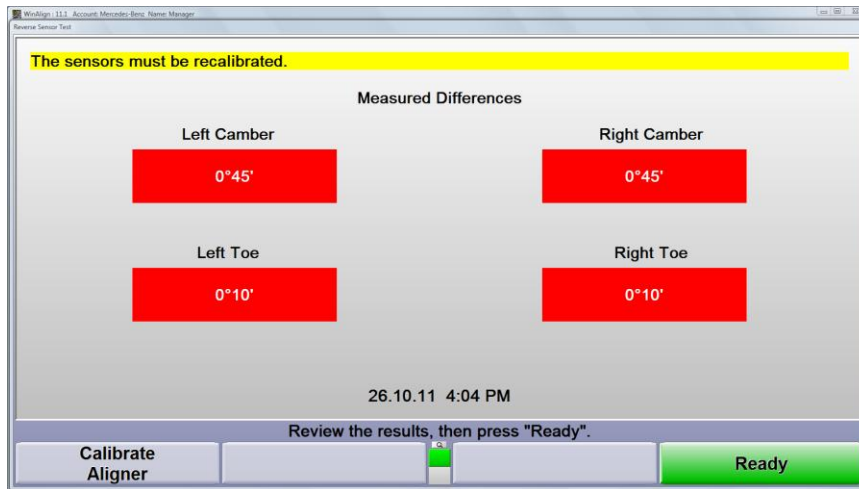 WinAlign | 11.1 Account: Mercedes-Benz Name: Manager
Reverse Sensor Test
The sensors must be recalibrated.
Measured Differences
Left Camber
Right Camber
0°45'
0°45'
Left Toe
Right Toe
0°10'
0°10'
26.10.11 4:04 PM
Review the results, then press "Ready".
Calibrate
Aligner
Ready